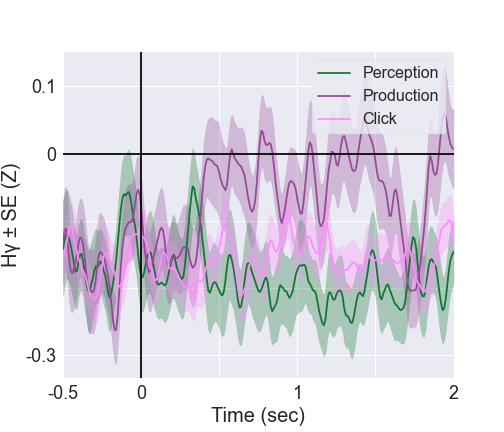 Perception
Production
Click
0.1
0
-0.3
Hγ ± SE (Z)
-0.5
0
1
2
Time (sec)